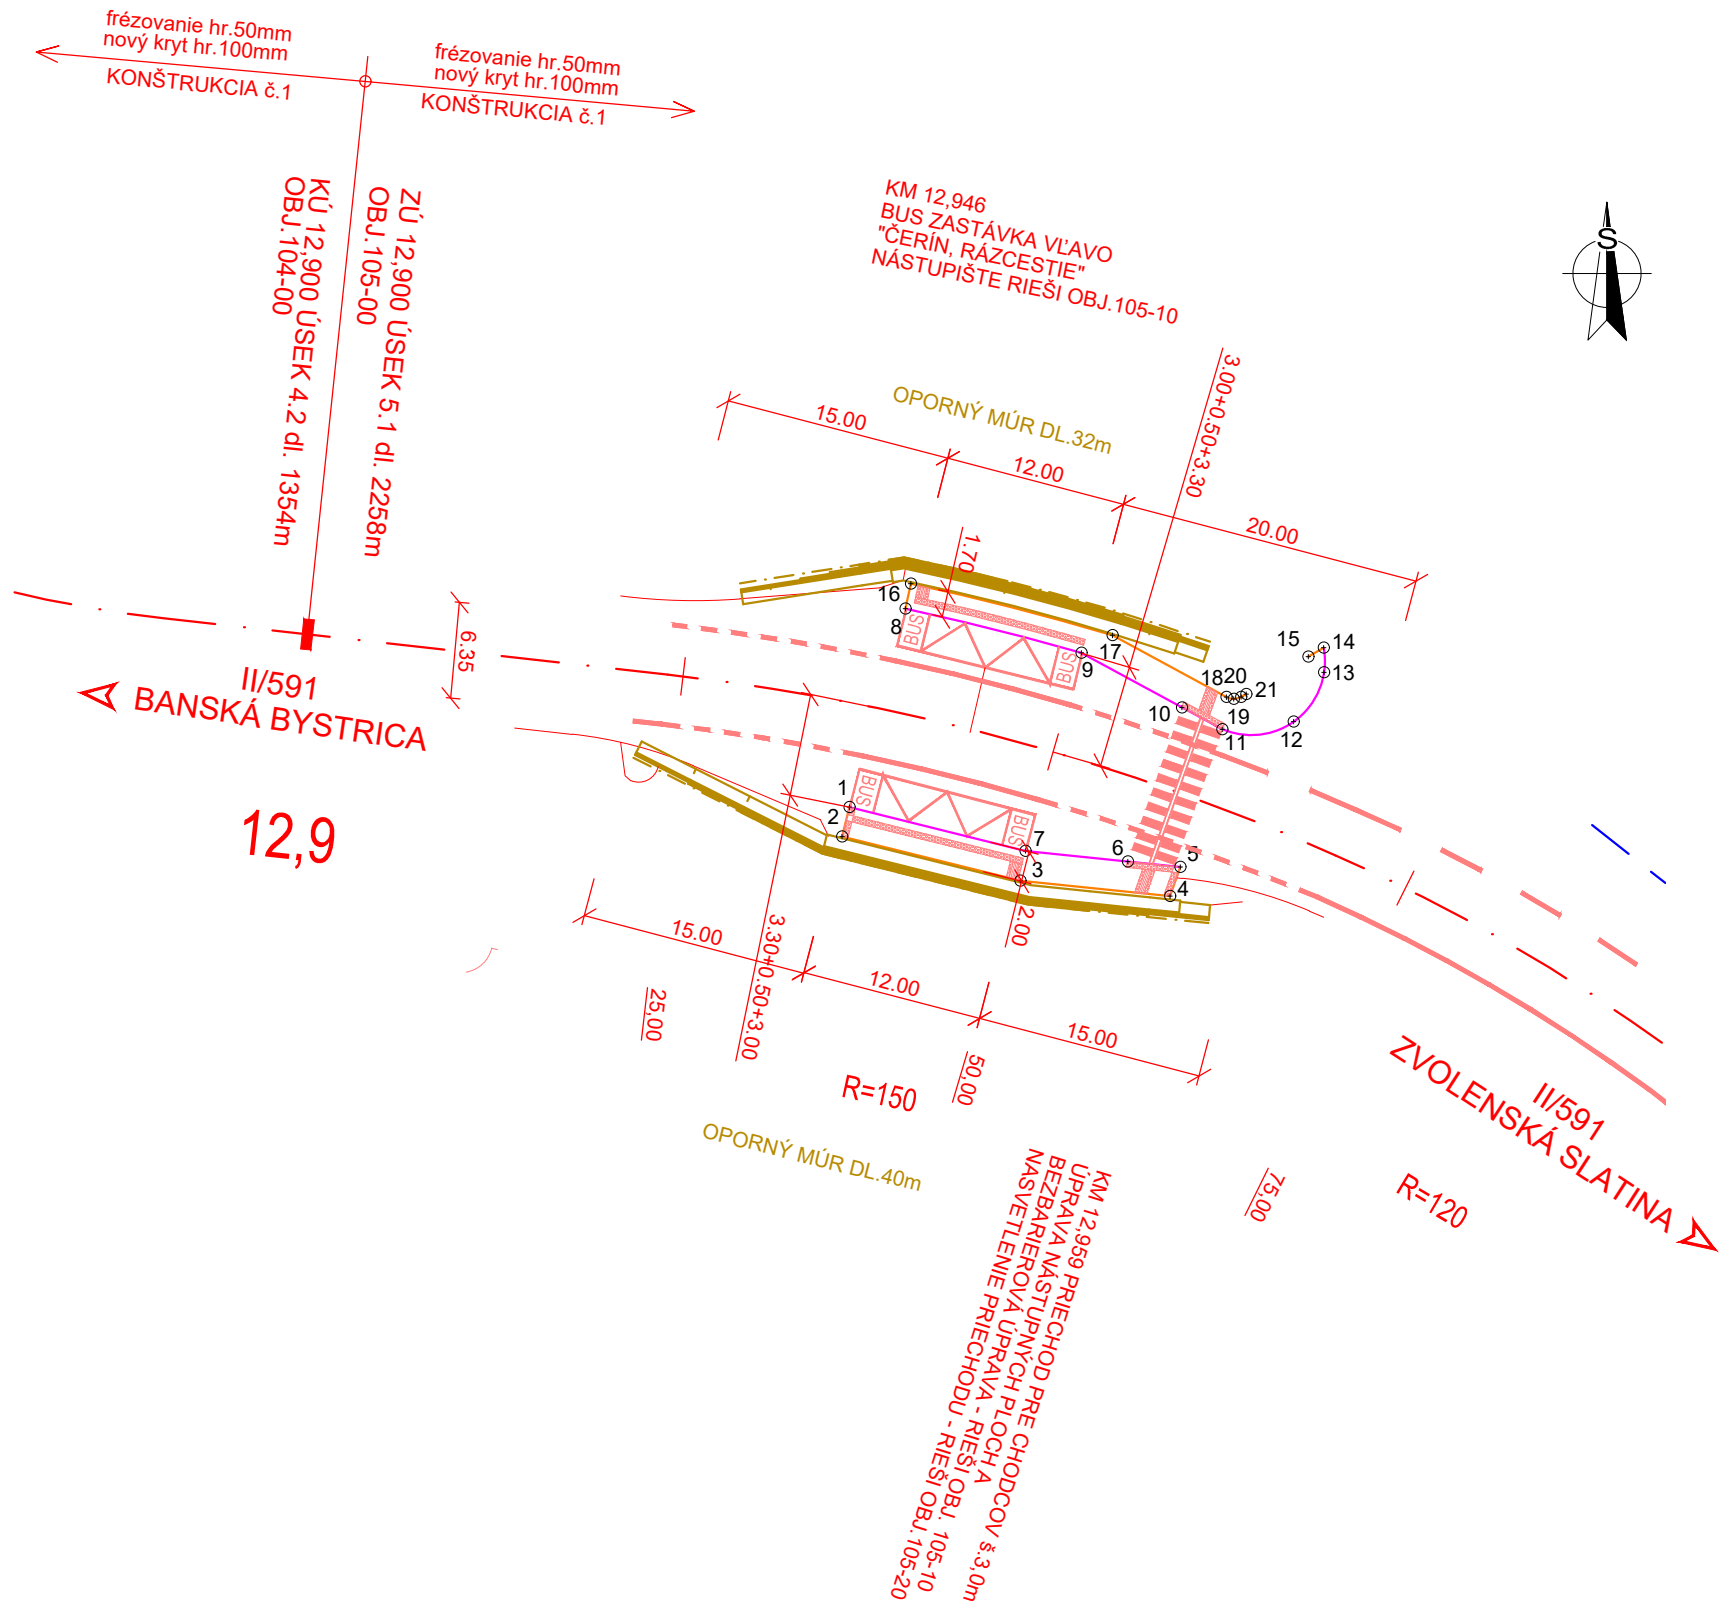 frézovanie hr.50mm
nový kryt hr.100mm
KONŠTRUKCIA č.1
frézovanie hr.50mm
nový kryt hr.100mm
KONŠTRUKCIA č.1
KÚ 12,900 ÚSEK 4.2 dl. 1354m
OBJ.104-00
ZÚ 12,900 ÚSEK 5.1 dl. 2258m
OBJ.105-00
KM 12,946
BUS ZASTÁVKA VĽAVO
"ČERÍN, RÁZCESTIE"
NÁSTUPIŠTE RIEŠI OBJ.105-10
S
OPORNÝ MÚR DL.32m
15.00
12.00
20.00
3.00+0.50+3.30
1.70
6.35
16
8
BUS
BUS
17
9
10
18
20
21
19
11
12
13
14
15
II/591
BANSKÁ BYSTRICA
12,9
1
2
BUS
BUS
7
3
6
5
4
2.00
15.00
12.00
15.00
3.30+0.50+3.00
25,00
50,00
75,00
R=150
OPORNÝ MÚR DL.40m
R=120
II/591
ZVOLENSKÁ SLATINA
KM 12,959 PRIECHOD PRE CHODCOV š.3,0m
ÚPRAVA NÁSTUPNÝCH PLOCH A
BEZBARIEROVÁ ÚPRAVA - RIEŠI OBJ. 105-10
NASVETLENIE PRIECHODU - RIEŠI OBJ.105-20